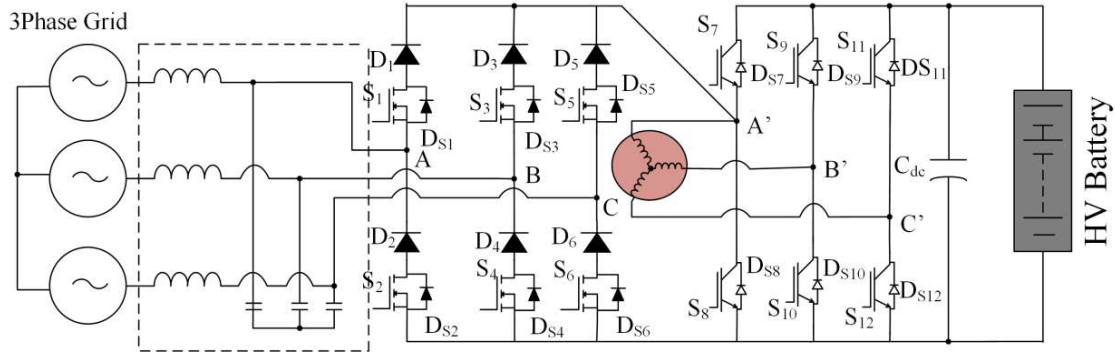 3Phase Grid
D1
D3
D5
S1
S3
S5
DS5
DS1
DS3
A
B
C
D2
D4
D6
S2
S4
S6
DS2
DS4
DS6
S7
S9
S11
DS7
DS9
DS11
A'
B'
C'
Cdc
HV Battery
DS8
DS10
DS12
S8
S10
S12